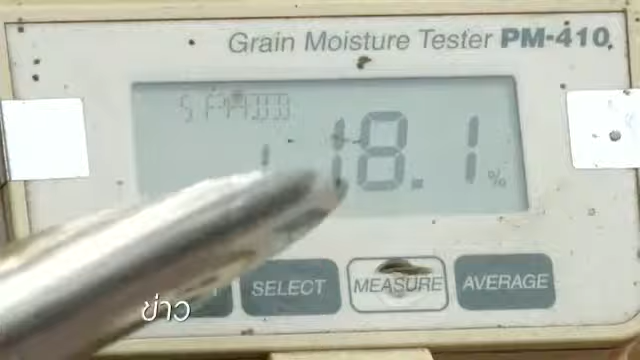 Grain Moisture Tester PM-410
18.1 %
SELECT MEASURE AVERAGE
ข่าว